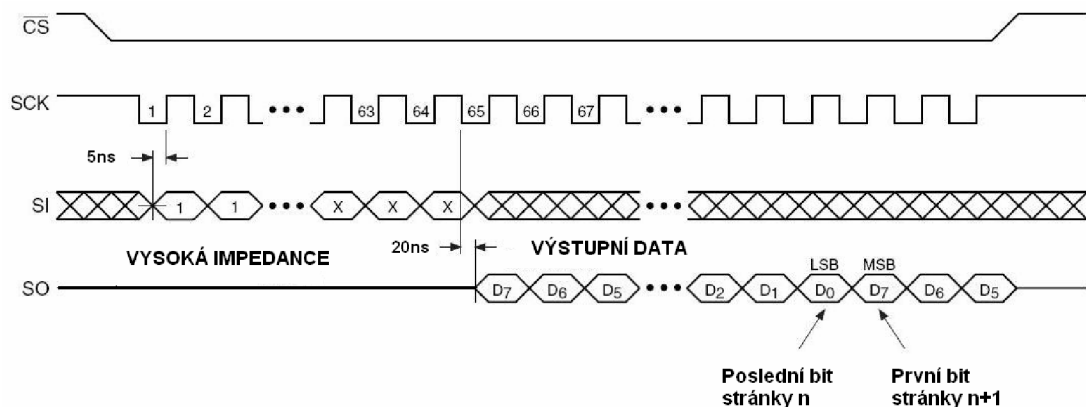 CS
SCK 1 2 ••• 63 64 65 66 67 •••
5ns
SI 1 1 ••• X X X •••
VYSOKÁ IMPEDANCE 20ns VÝSTUPNÍ DATA
LSB MSB
SO D7 D6 D5 ••• D2 D1 D0 D7 D6 D5
Poslední bit
stránky n
První bit
stránky n+1